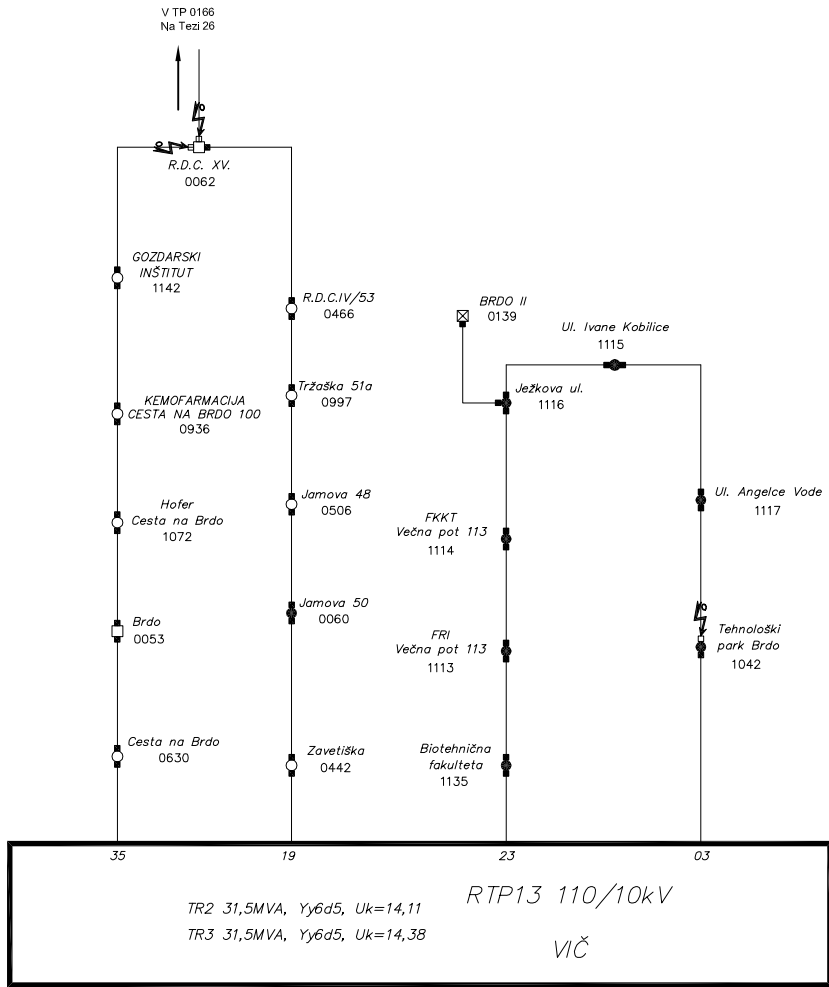 V TP 0166
Na Tezi 26
R.D.C. XV.
0062
GOZDARSKI
INŠTITUT
1142
R.D.C.IV/53
0466
BRDO II
0139
Ul. Ivane Kobilice
1115
Tržaška 51a
0997
Ježkova ul.
1116
KEMOFARMACIJA
CESTA NA BRDO 100
0936
Jamova 48
0506
Ul. Angelce Vode
1117
Hofer
Cesta na Brdo
1072
FKKT
Večna pot 113
1114
Jamova 50
0060
Brdo
0053
FRI
Večna pot 113
1113
Tehnološki
park Brdo
1042
Cesta na Brdo
0630
Zavetiška
0442
Biotehnična
fakulteta
1135
35
19
23
03
TR2 31,5MVA, Yy6d5, Uk=14,11
TR3 31,5MVA, Yy6d5, Uk=14,38
RTP13 110/10kV
VIČ